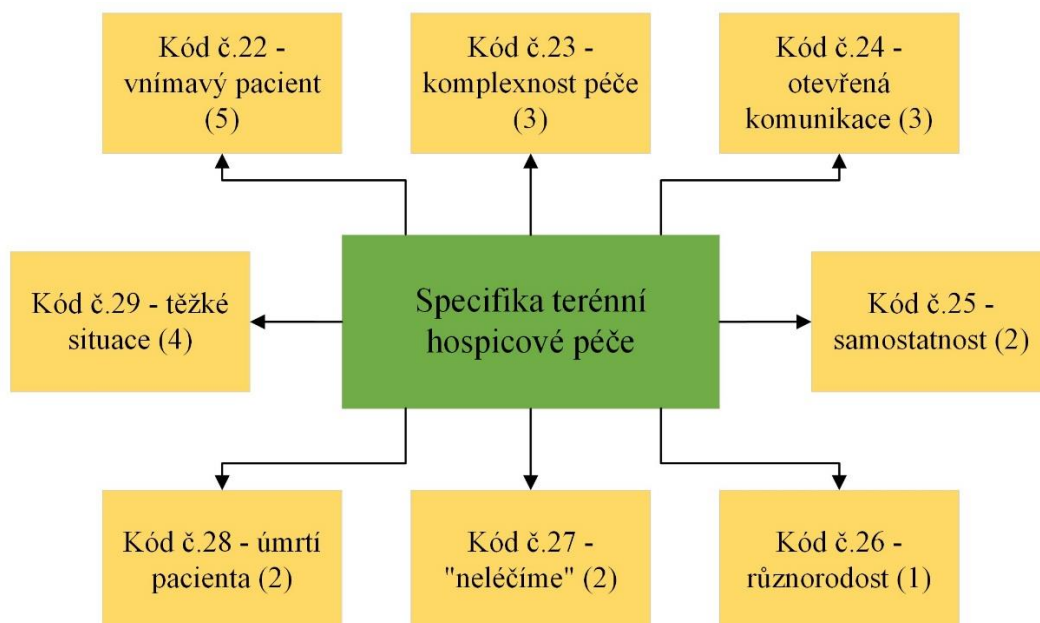 Kód č.22 -
vnímavý pacient
(5)
Kód č.23 -
komplexnost péče
(3)
Kód č.24 -
otevřená
komunikace (3)
Kód č.29 - těžké
situace (4)
Specifika terénní
hospicové péče
Kód č.25 -
samostatnost (2)
Kód č.28 - úmrtí
pacienta (2)
Kód č.27 -
"neléčíme" (2)
Kód č.26 -
různorodost (1)